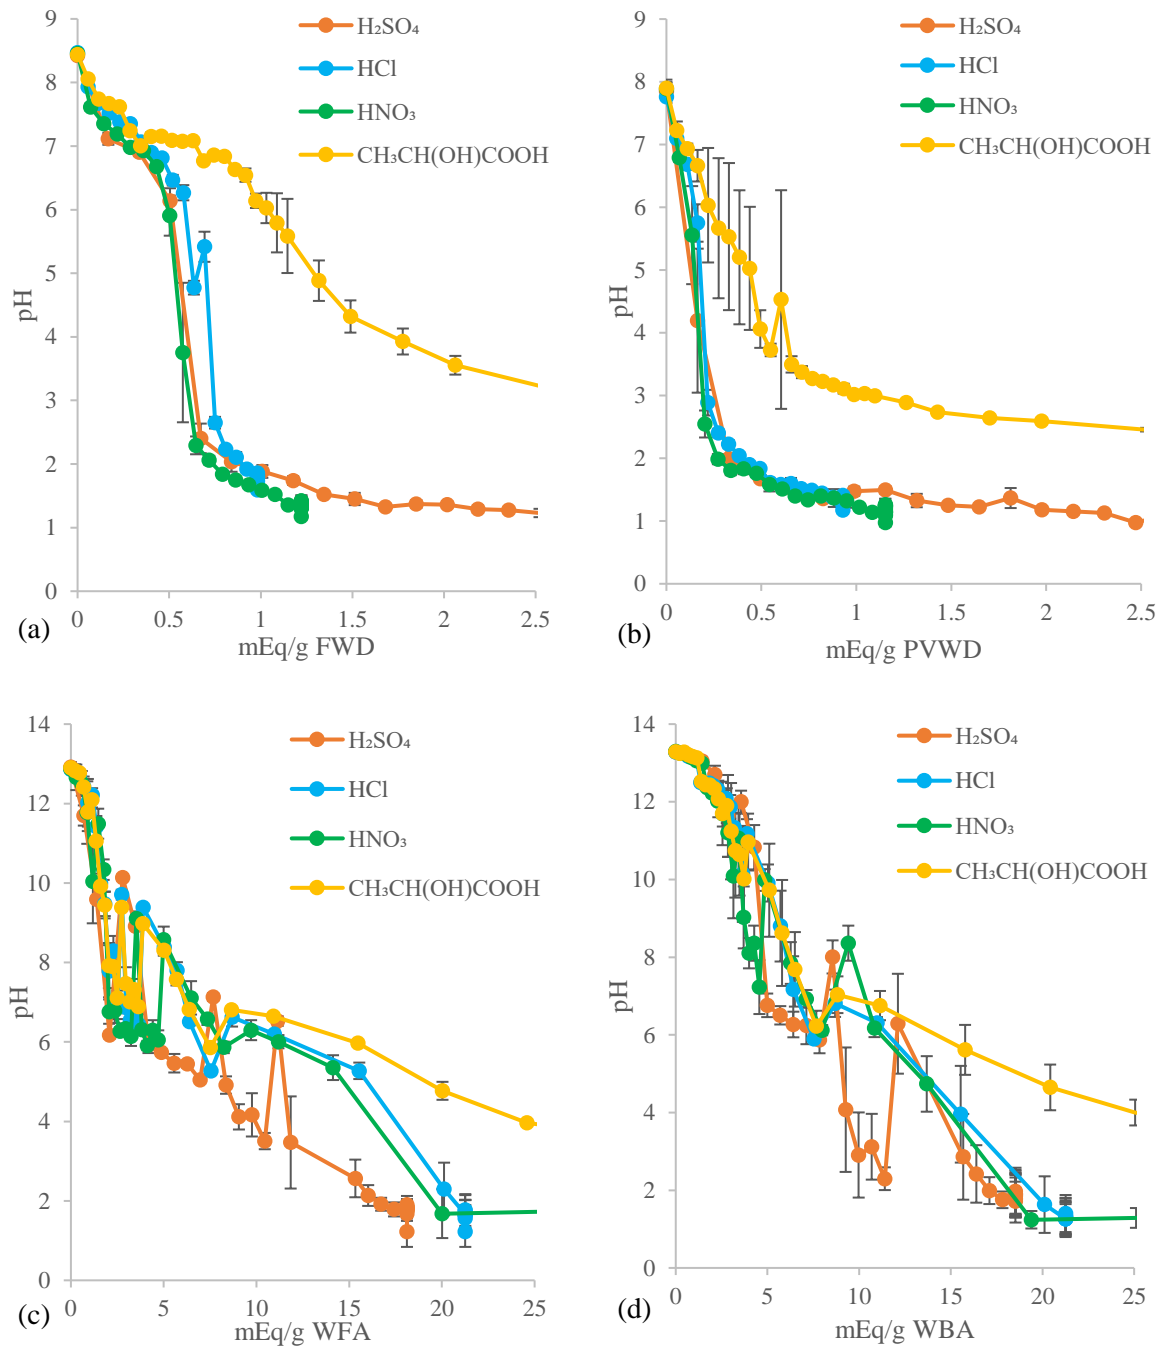 9
8
7
6
5
4
3
2
1
0
pH
H₂SO₄
HCl
HNO₃
CH₃CH(OH)COOH
0 0.5 1 1.5 2 2.5
mEq/g FWD
(a)
9
8
7
6
5
4
3
2
1
0
pH
H₂SO₄
HCl
HNO₃
CH₃CH(OH)COOH
0 0.5 1 1.5 2 2.5
mEq/g PVWD
(b)
14
12
10
8
6
4
2
0
pH
H₂SO₄
HCl
HNO₃
CH₃CH(OH)COOH
0 5 10 15 20 25
mEq/g WFA
(c)
14
12
10
8
6
4
2
0
pH
H₂SO₄
HCl
HNO₃
CH₃CH(OH)COOH
0 5 10 15 20 25
mEq/g WBA
(d)